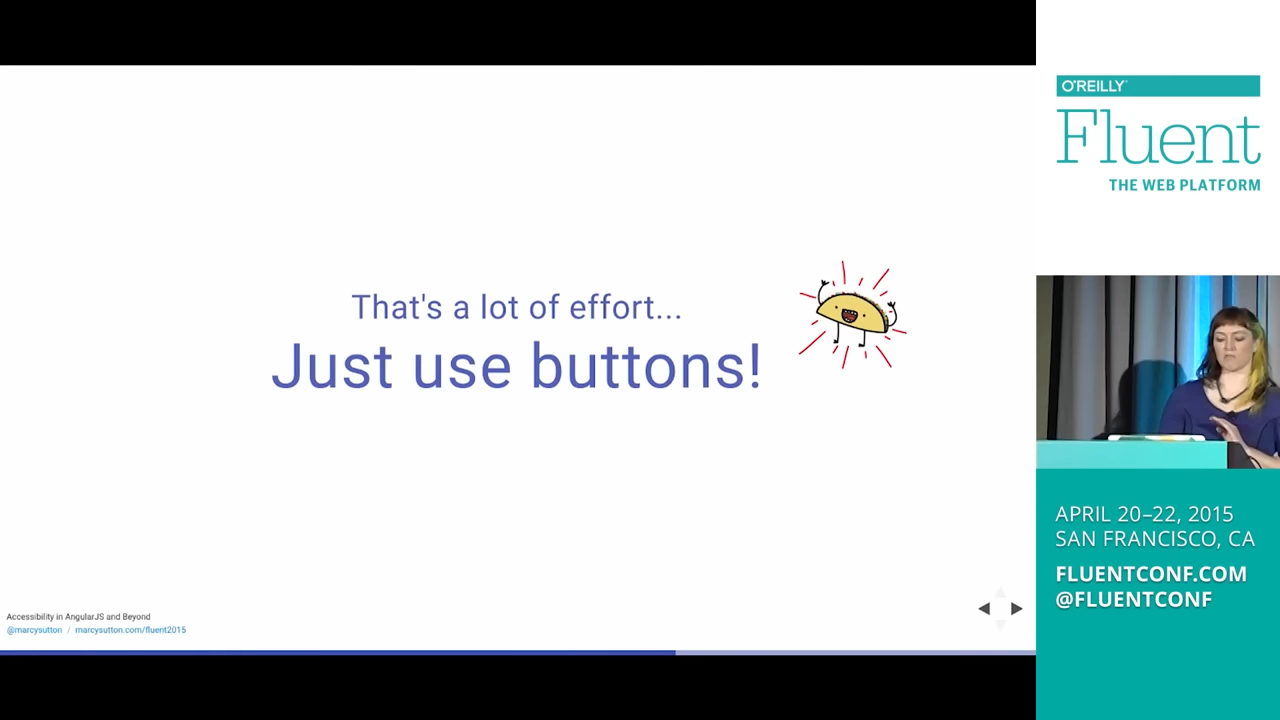 That's a lot of effort...
Just use buttons!
Accessibility in AngularJS and Beyond
@marcysutton / marcysutton.com/fluent2015
O'REILLY
Fluent
THE WEB PLATFORM
APRIL 20–22, 2015
SAN FRANCISCO, CA
FLUENTCONF.COM
@FLUENTCONF